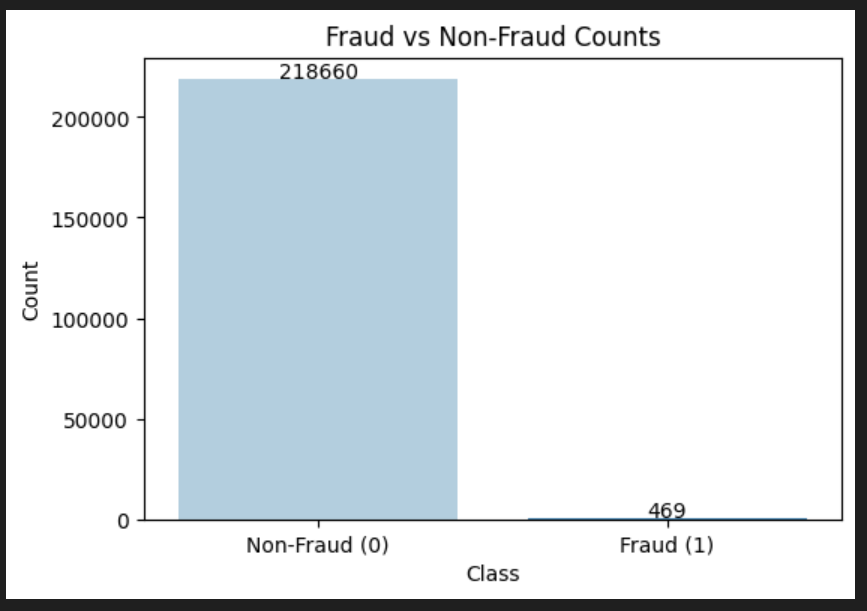 Fraud vs Non-Fraud Counts
218660
200000
150000
100000
50000
0
Count
469
Non-Fraud (0) Fraud (1)
Class